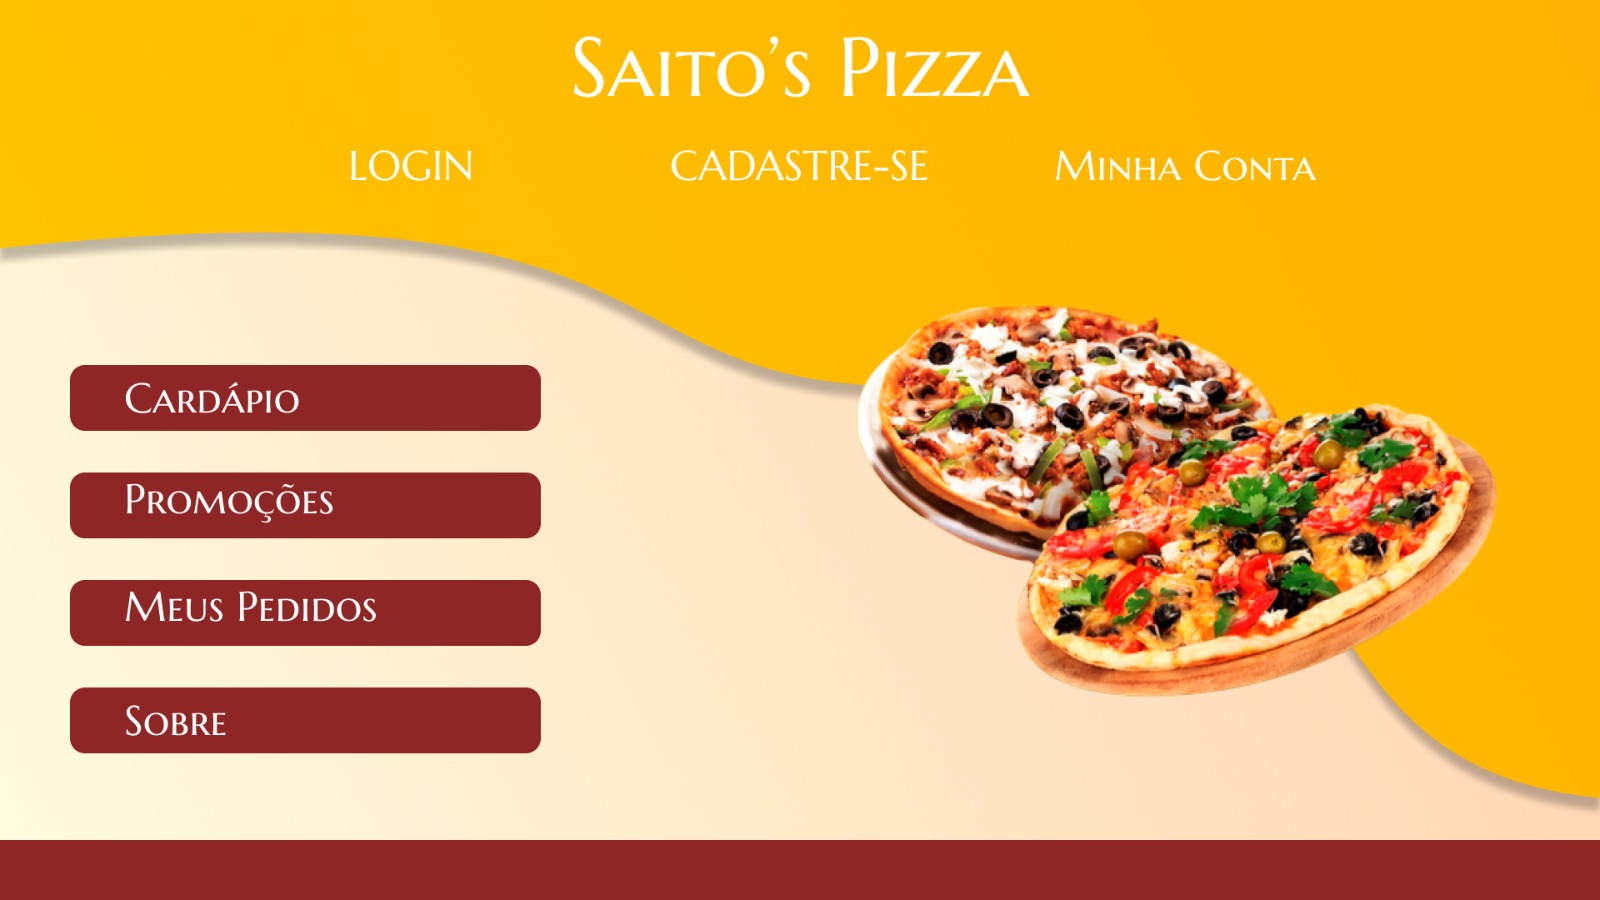 Saito's Pizza
LOGIN CADASTRE-SE Minha Conta
Cardápio
Promoções
Meus Pedidos
Sobre